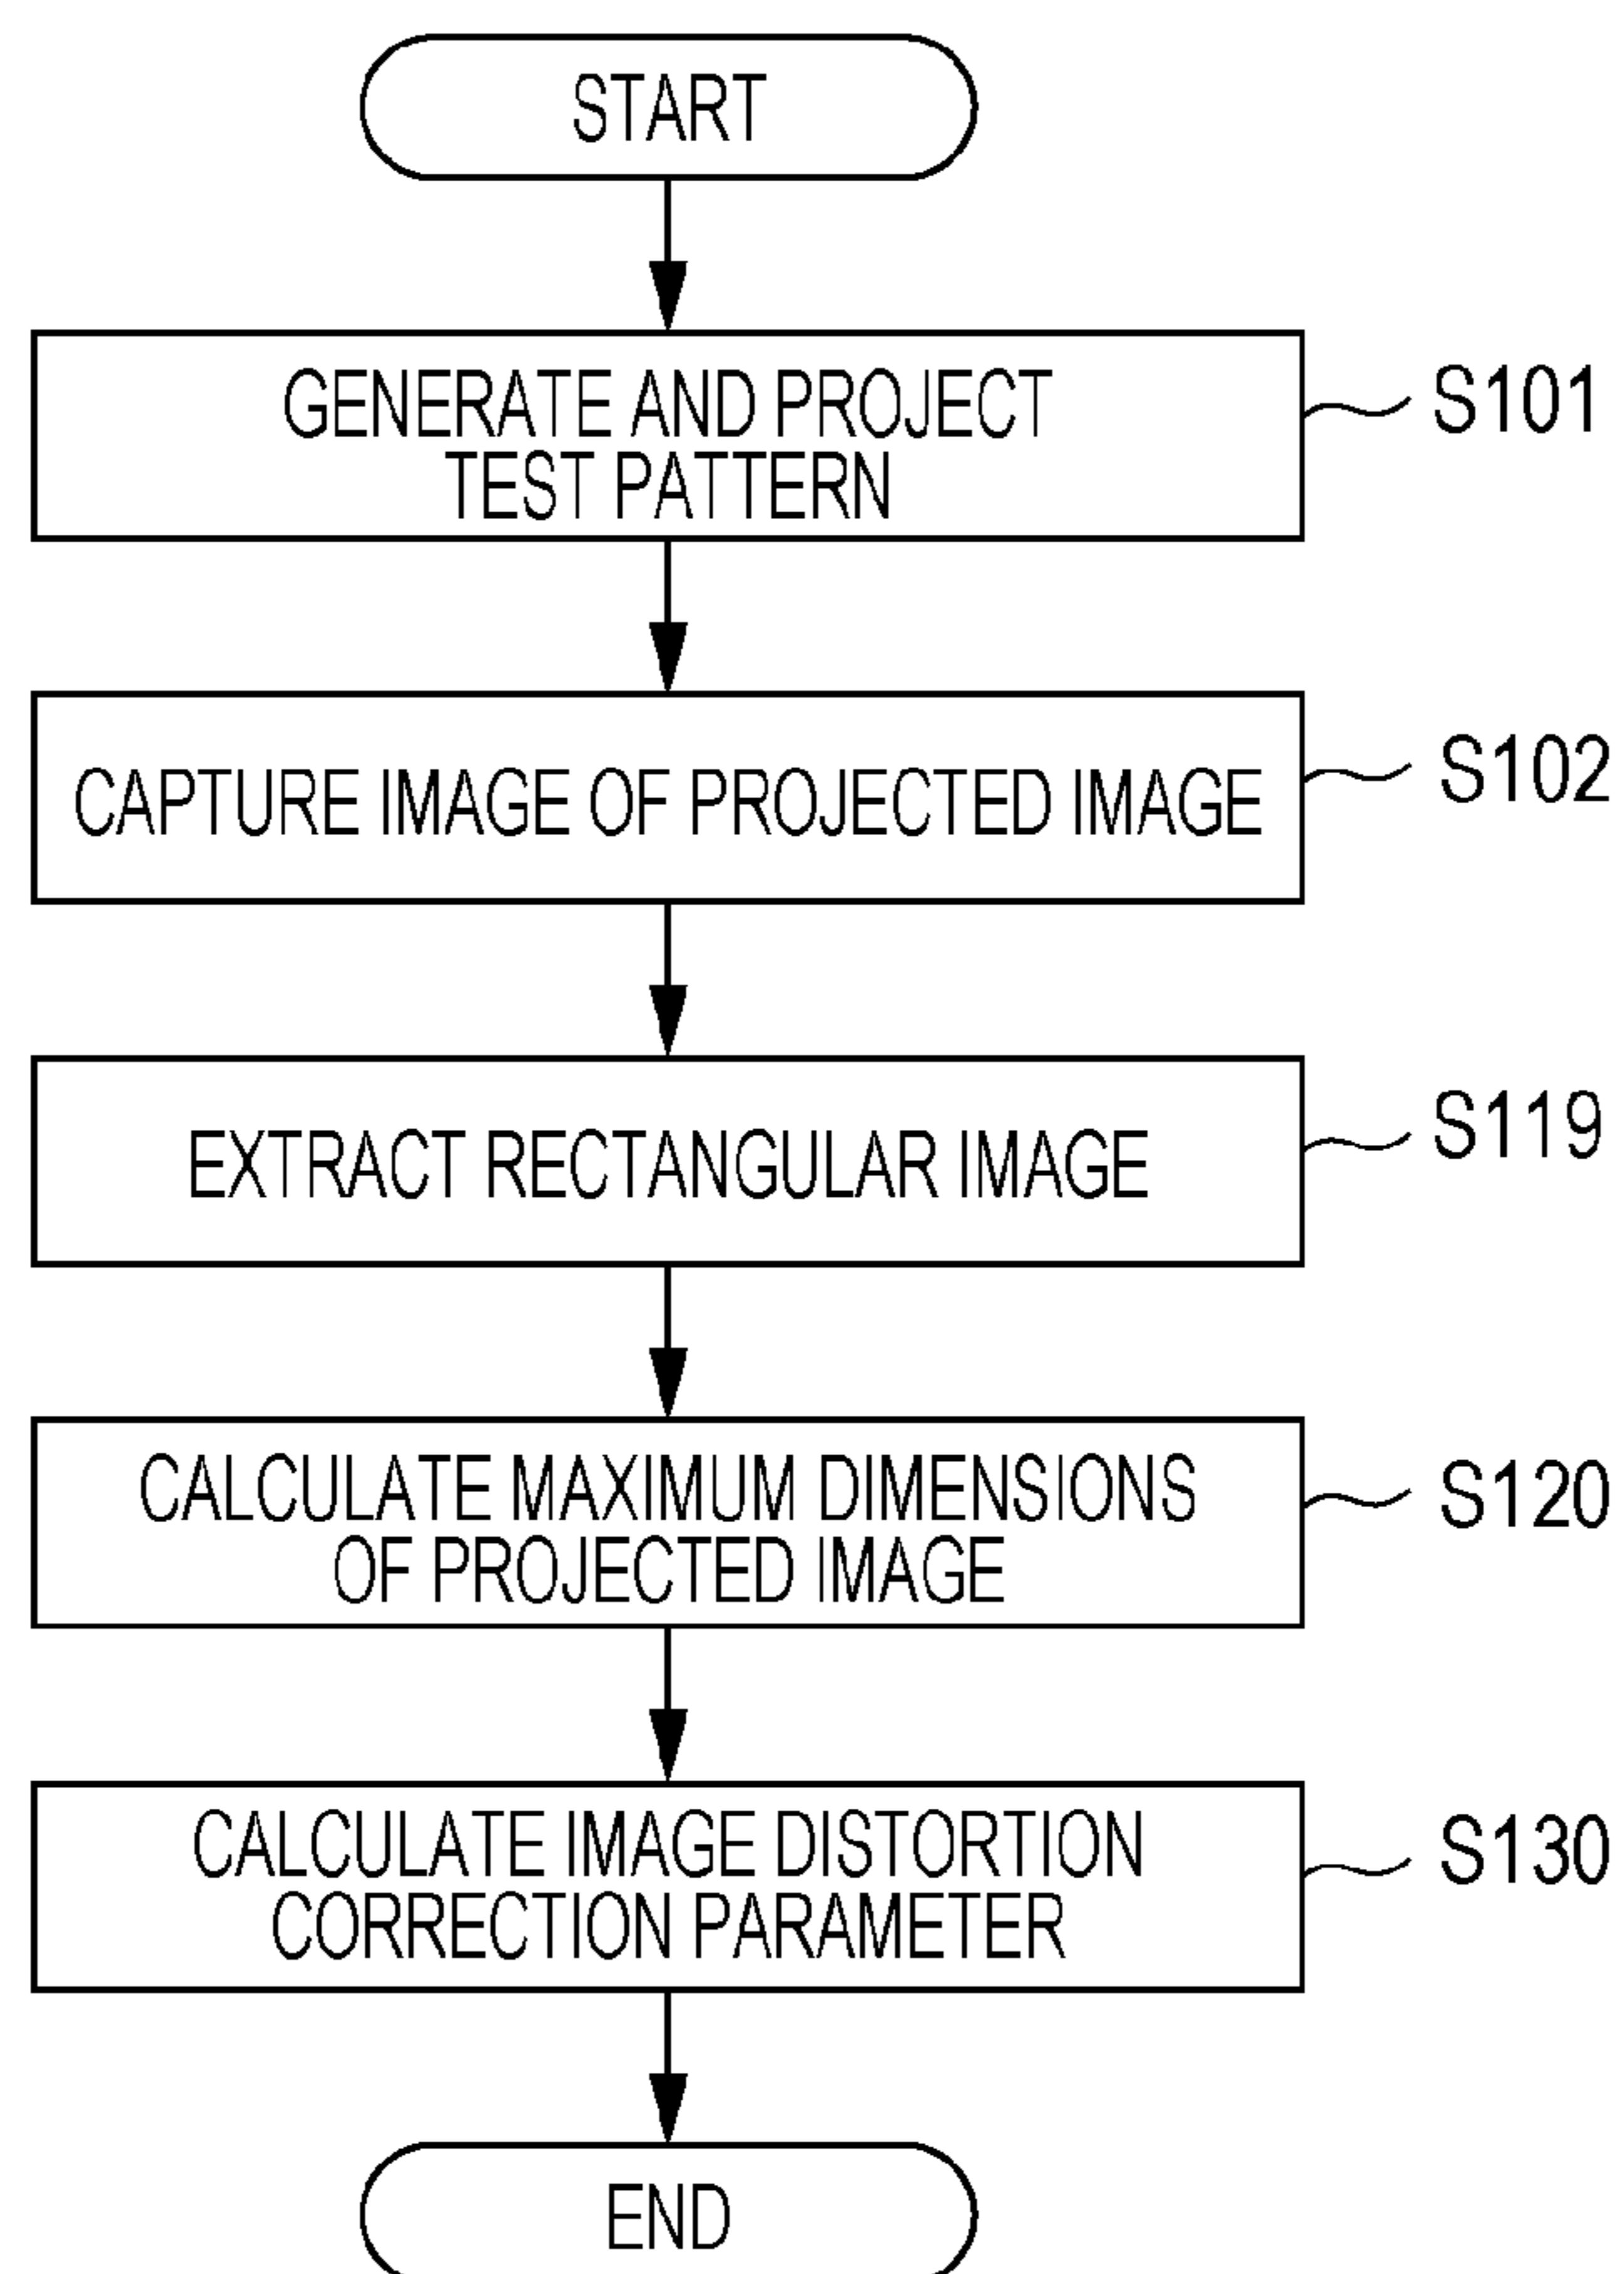 START
GENERATE AND PROJECT
TEST PATTERN
S101
CAPTURE IMAGE OF PROJECTED IMAGE
S102
EXTRACT RECTANGULAR IMAGE
S119
CALCULATE MAXIMUM DIMENSIONS
OF PROJECTED IMAGE
S120
CALCULATE IMAGE DISTORTION
CORRECTION PARAMETER
S130
END